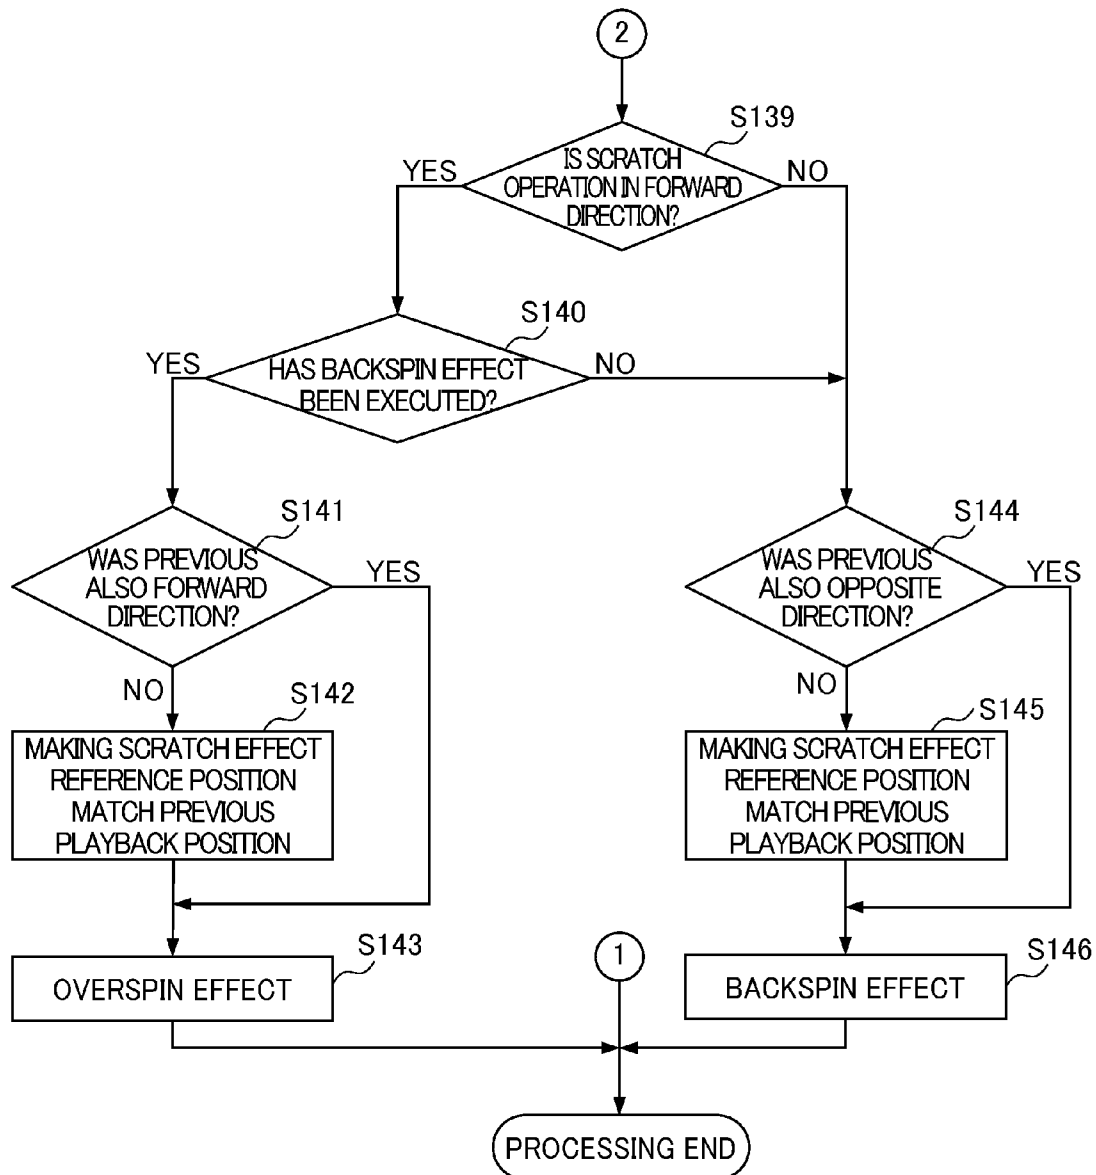 2
S139
IS SCRATCH
OPERATION IN FORWARD
DIRECTION?
YES
NO
S140
HAS BACKSPIN EFFECT
BEEN EXECUTED?
YES
NO
S141
WAS PREVIOUS
ALSO FORWARD
DIRECTION?
YES
NO
S142
MAKING SCRATCH EFFECT
REFERENCE POSITION
MATCH PREVIOUS
PLAYBACK POSITION
S143
OVERSPIN EFFECT
S144
WAS PREVIOUS
ALSO OPPOSITE
DIRECTION?
YES
NO
S145
MAKING SCRATCH EFFECT
REFERENCE POSITION
MATCH PREVIOUS
PLAYBACK POSITION
S146
BACKSPIN EFFECT
1
PROCESSING END